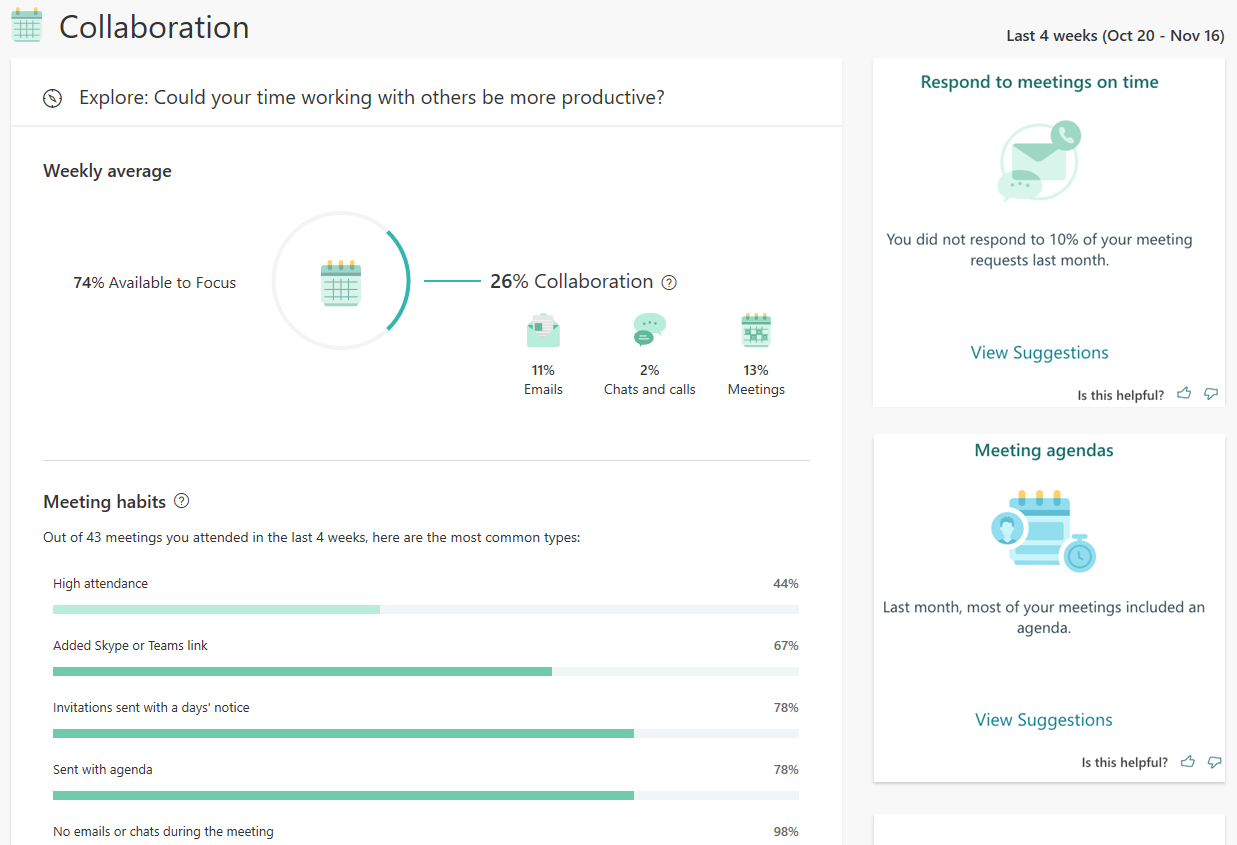 Collaboration
Last 4 weeks (Oct 20 - Nov 16)
Explore: Could your time working with others be more productive?
Weekly average
74% Available to Focus
26% Collaboration ?
11%
Emails
2%
Chats and calls
13%
Meetings
Meeting habits ?
Out of 43 meetings you attended in the last 4 weeks, here are the most common types:
High attendance 44%
Added Skype or Teams link 67%
Invitations sent with a days' notice 78%
Sent with agenda 78%
No emails or chats during the meeting 98%
Respond to meetings on time
You did not respond to 10% of your meeting
requests last month.
View Suggestions
Is this helpful?
Meeting agendas
Last month, most of your meetings included an
agenda.
View Suggestions
Is this helpful?